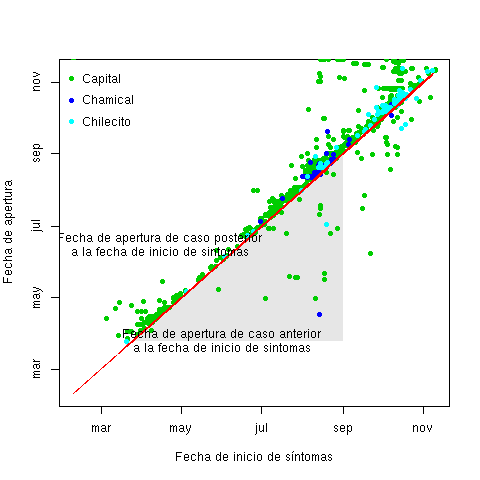 Capital
Chamical
Chilecito
Fecha de apertura de caso posterior
a la fecha de inicio de síntomas
Fecha de apertura de caso anterior
a la fecha de inicio de síntomas
Fecha de apertura
nov
sep
jul
may
mar
mar
may
jul
sep
nov
Fecha de inicio de síntomas